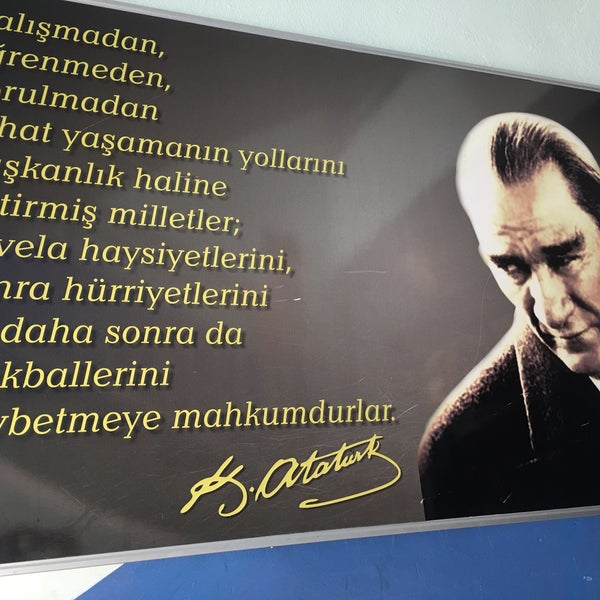 alışmadan,
ğrenmeden,
orulmadan
hat yaşamanın yollarını
şkanlık haline
tirmiş milletler;
vela haysiyetlerini,
nra hürriyetlerini
daha sonra da
kballerini
ybetmeye mahkumdurlar.
K. Atatürk